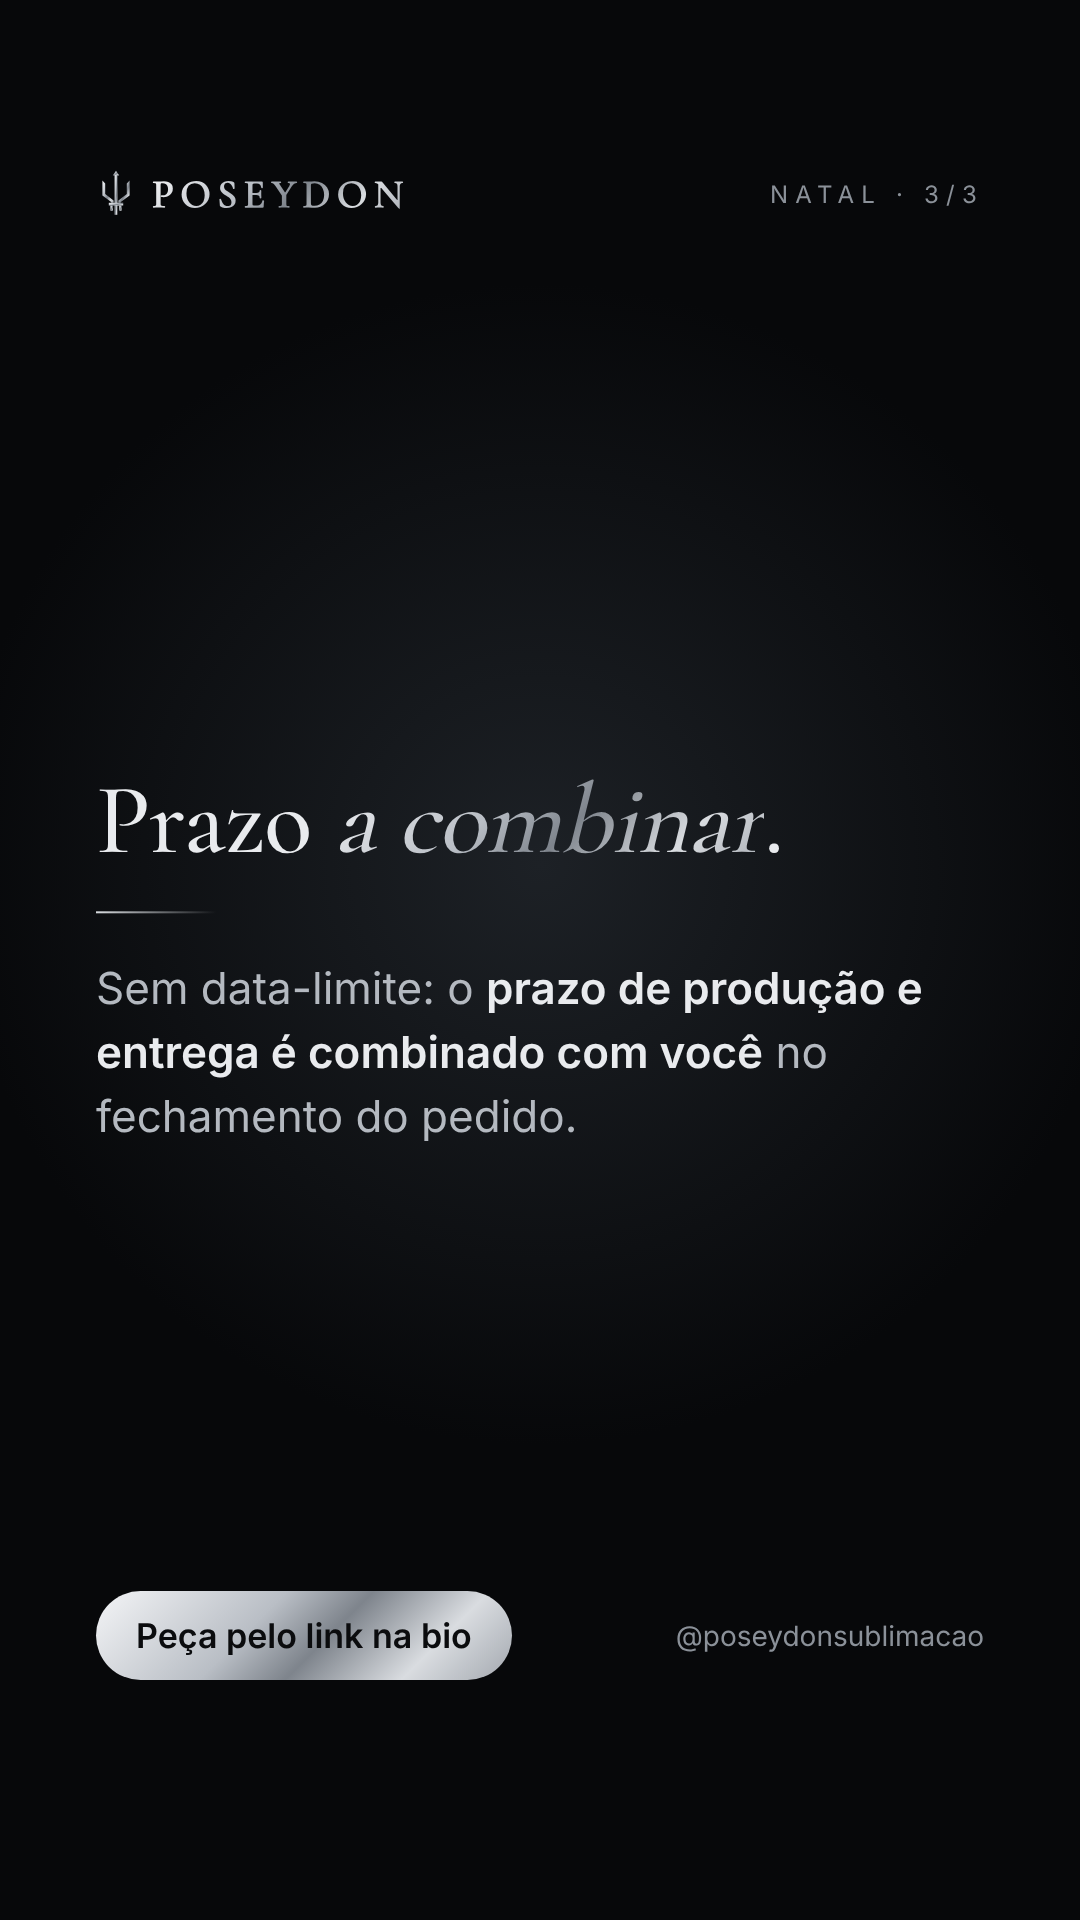 POSEYDON
NATAL · 3/3
Prazo a combinar.
Sem data-limite: o prazo de produção e
entrega é combinado com você no
fechamento do pedido.
Peça pelo link na bio
@poseydonsublimacao